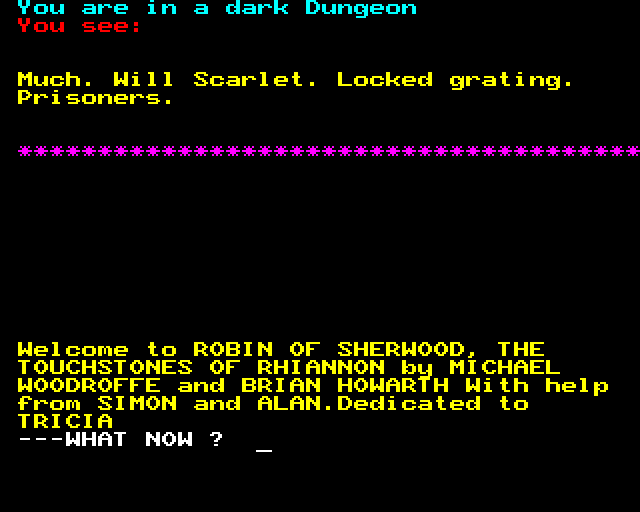 You are in a dark Dungeon
You see:
Much. Will Scarlet. Locked grating.
Prisoners.
****************************************
Welcome to ROBIN OF SHERWOOD, THE
TOUCHSTONES OF RHIANNON by MICHAEL
WOODROFFE and BRIAN HOWARTH With help
from SIMON and ALAN.Dedicated to
TRICIA
---WHAT NOW ? _